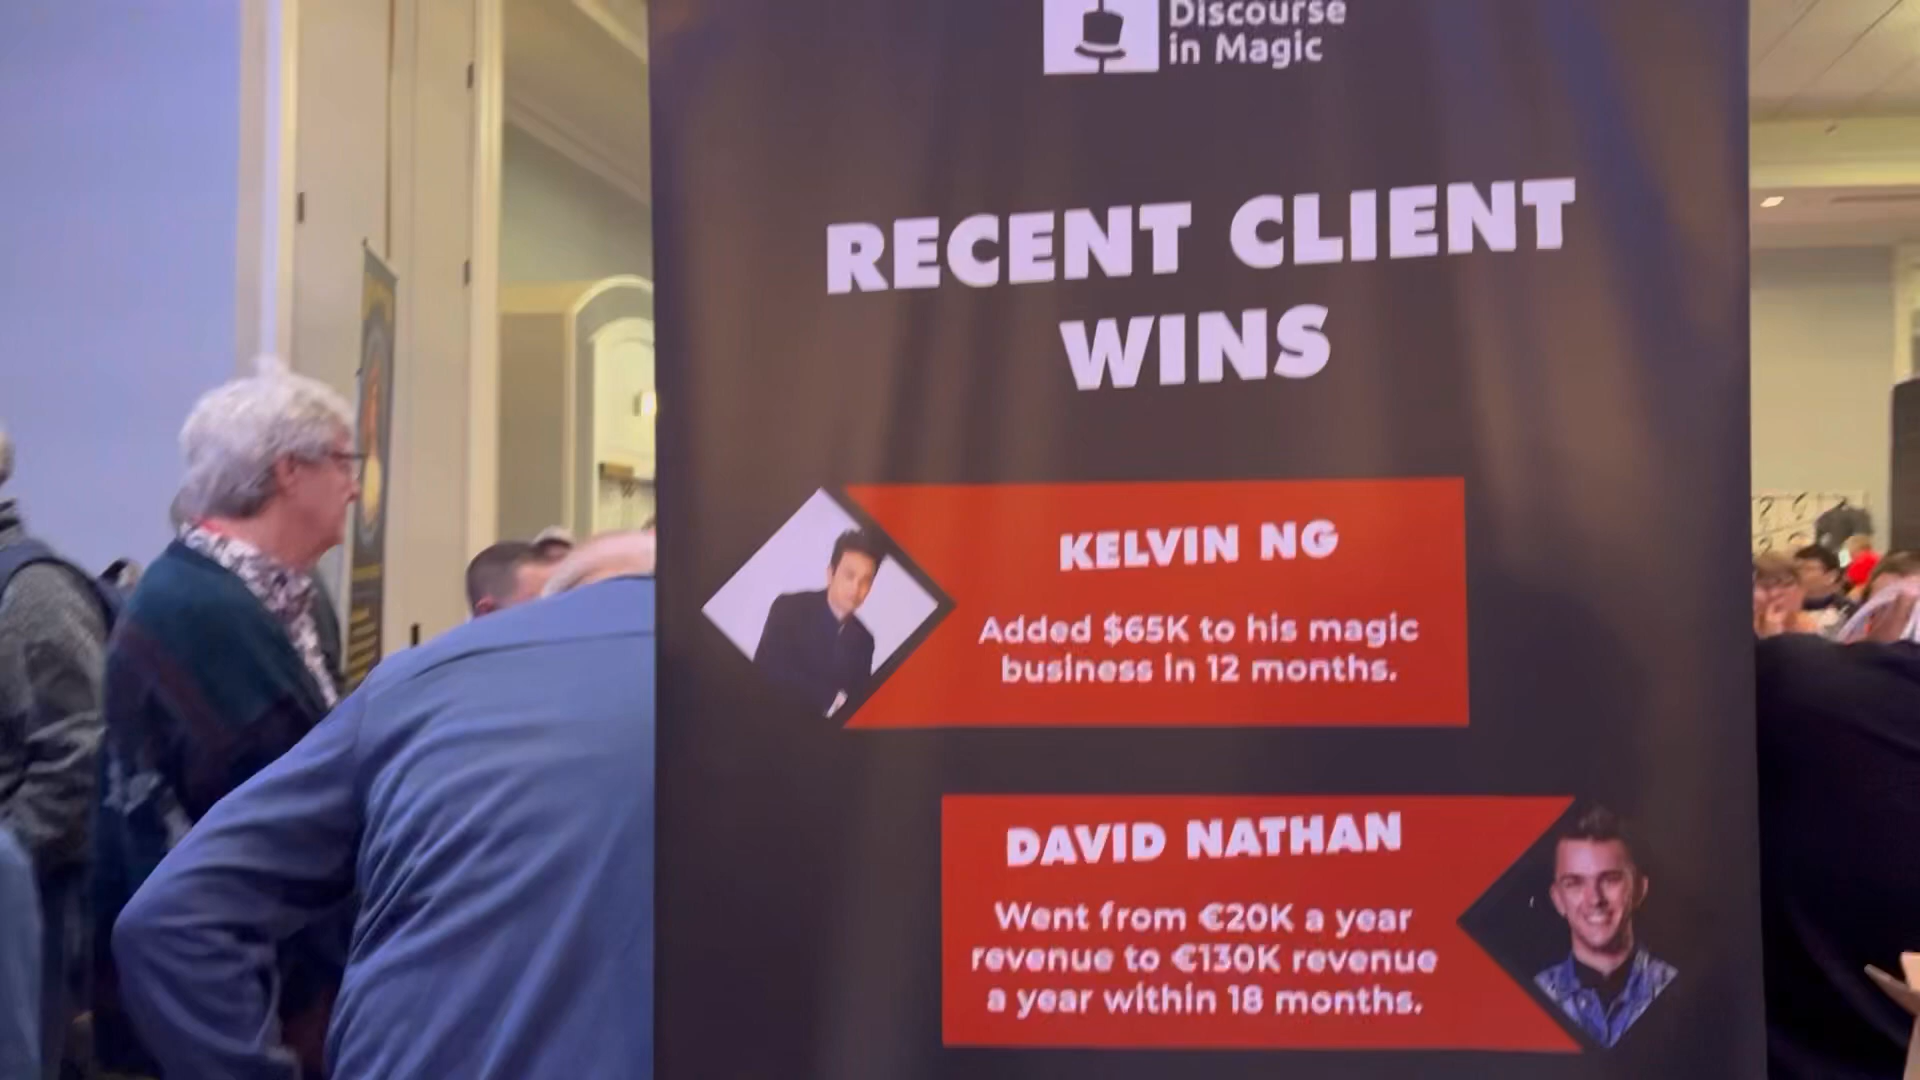 Discourse
in Magic
RECENT CLIENT
WINS
KELVIN NG
Added $65K to his magic
business in 12 months.
DAVID NATHAN
Went from €20K a year
revenue to €130K revenue
a year within 18 months.